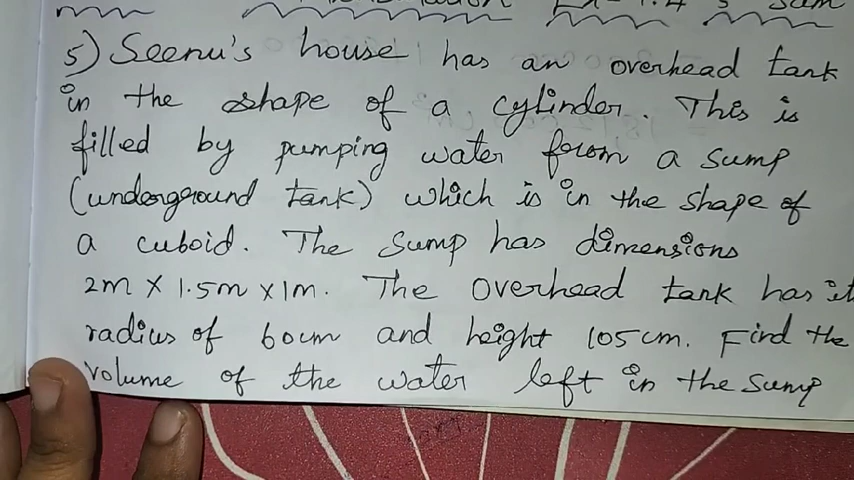 5) Seenu's house has an overhead tank
in the shape of a cylinder. This is
filled by pumping water from a sump
(underground tank) which is in the shape of
a cuboid. The sump has dimensions
2m X 1.5m X 1m. The overhead tank has it
radius of 60cm and height 105cm. Find the
volume of the water left in the sump